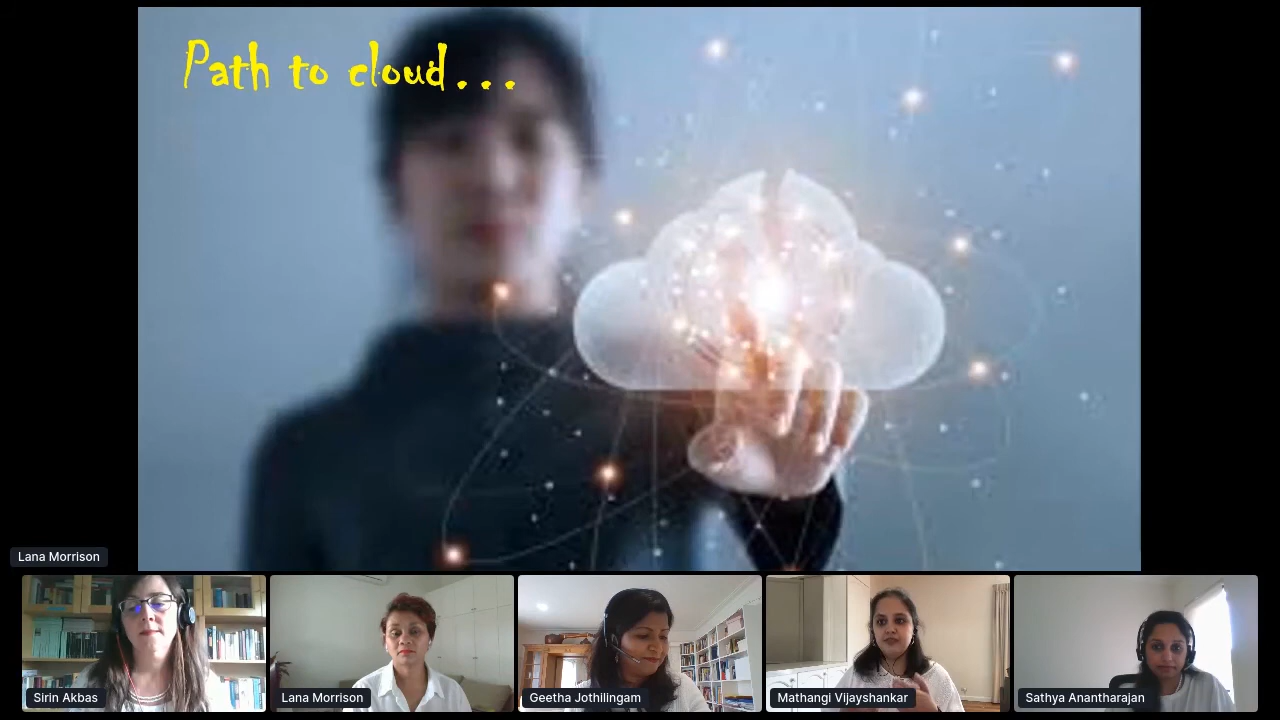 Path to cloud...
Lana Morrison
Sirin Akbas
Lana Morrison
Geetha Jothilingam
Mathangi Vijayshankar
Sathya Anantharajan